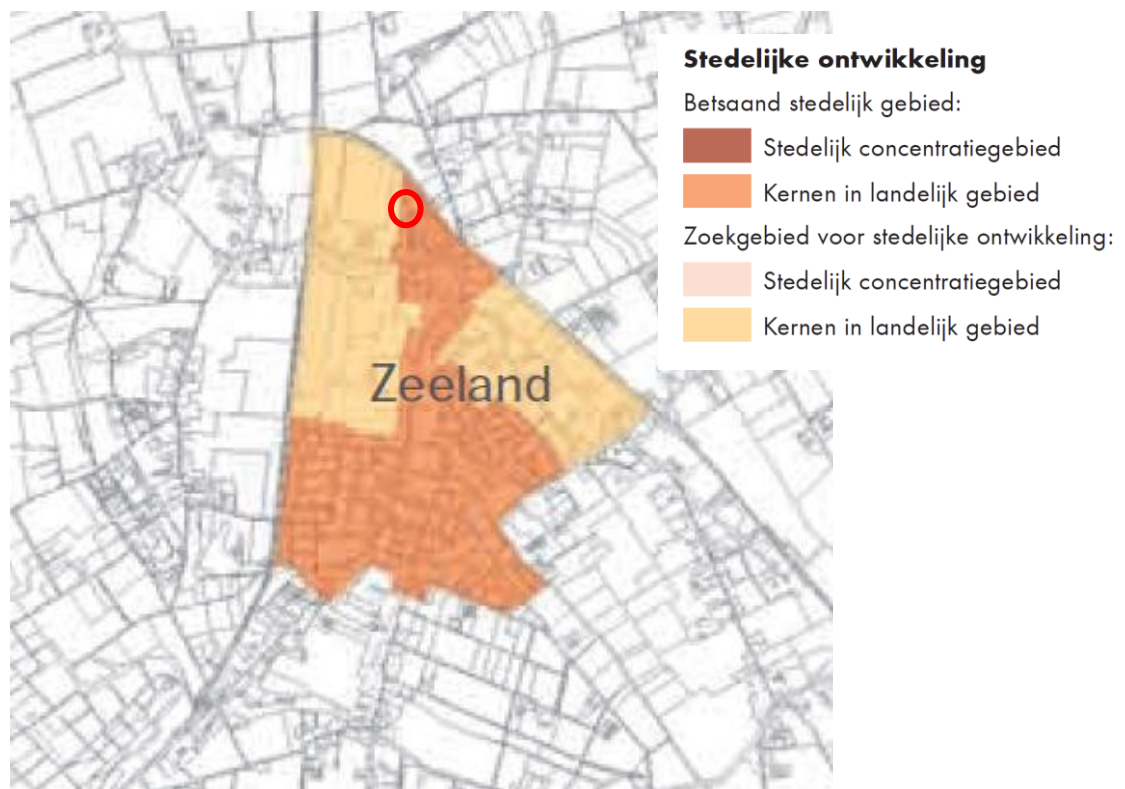 Stedelijke ontwikkeling
Betsaand stedelijk gebied:
Stedelijk concentratiegebied
Kernen in landelijk gebied
Zoekgebied voor stedelijke ontwikkeling:
Stedelijk concentratiegebied
Kernen in landelijk gebied
Zeeland